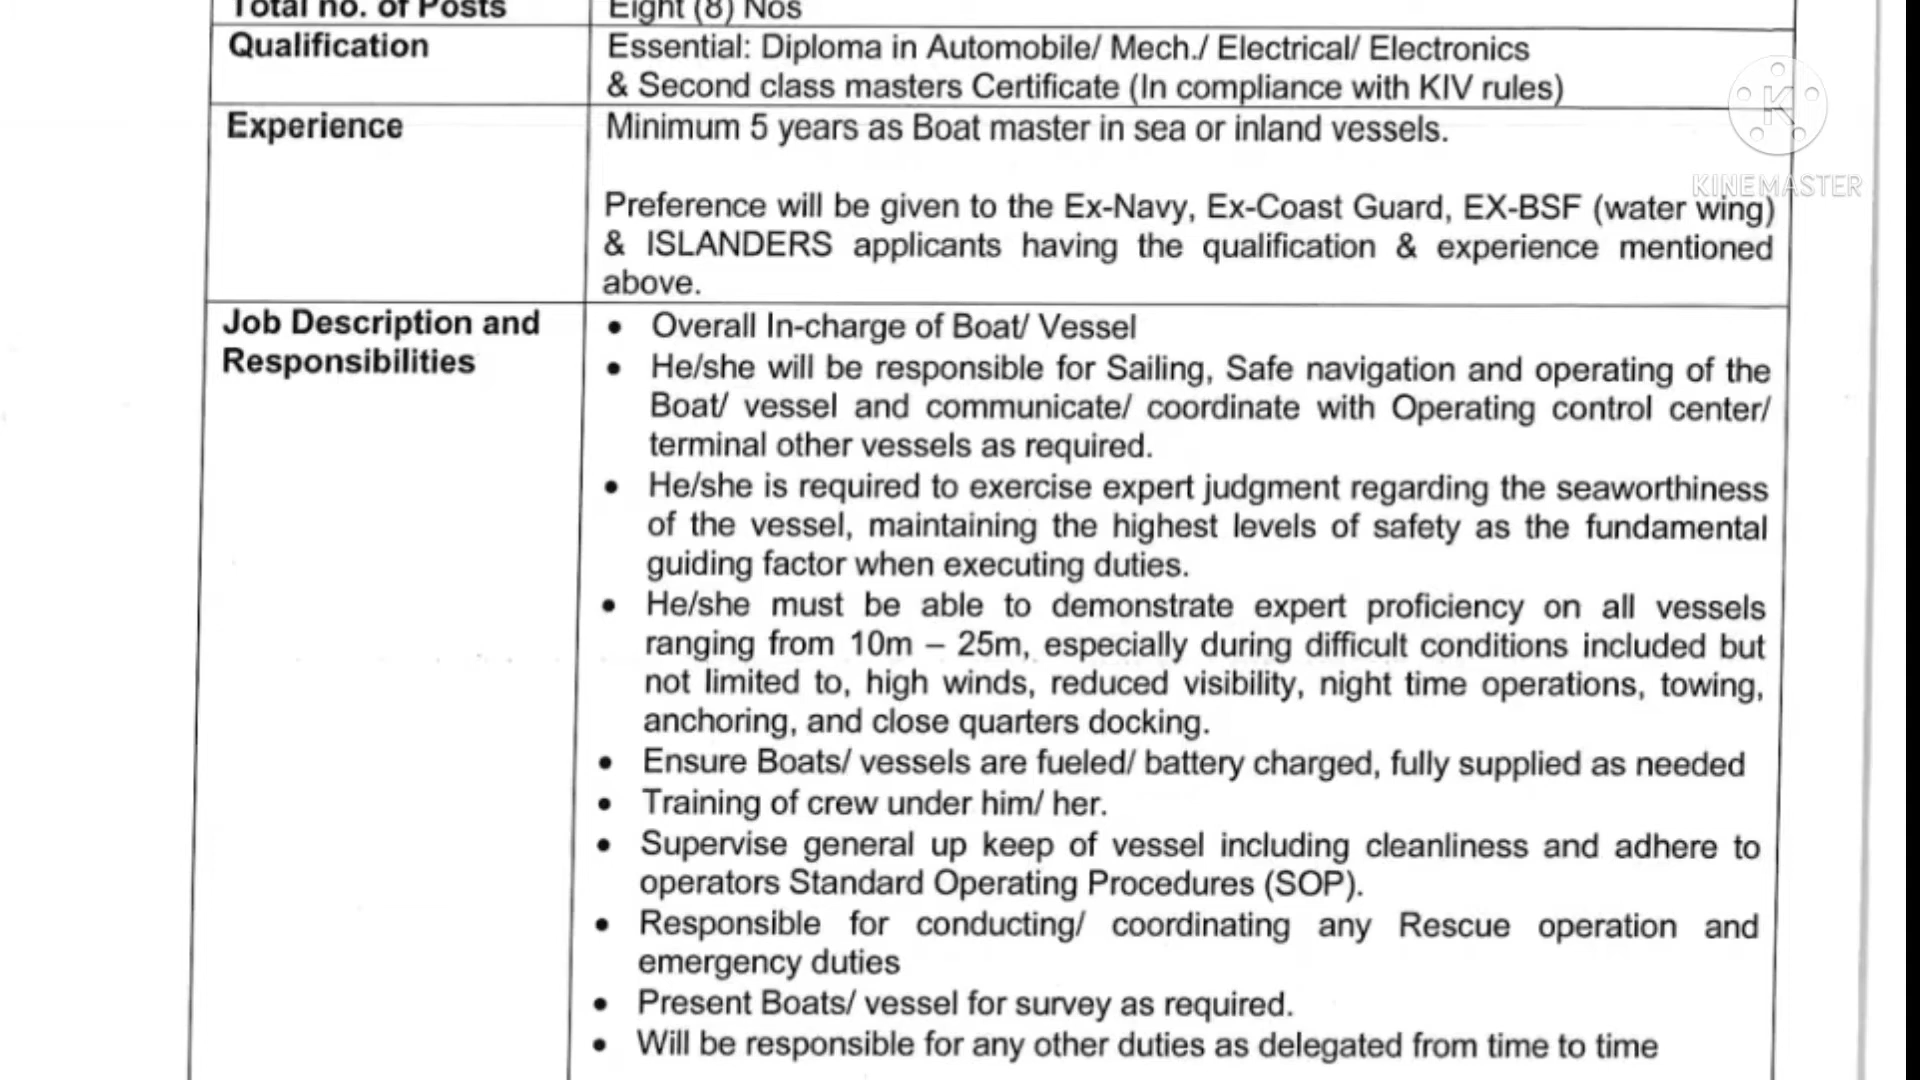 Total no. of Posts
Eight (8) Nos
Qualification
Essential: Diploma in Automobile/ Mech./ Electrical/ Electronics
& Second class masters Certificate (In compliance with KIV rules)
Experience
Minimum 5 years as Boat master in sea or inland vessels.
Preference will be given to the Ex-Navy, Ex-Coast Guard, EX-BSF (water wing)
& ISLANDERS applicants having the qualification & experience mentioned
above.
Job Description and
Responsibilities
• Overall In-charge of Boat/ Vessel
• He/she will be responsible for Sailing, Safe navigation and operating of the
Boat/ vessel and communicate/ coordinate with Operating control center/
terminal other vessels as required.
• He/she is required to exercise expert judgment regarding the seaworthiness
of the vessel, maintaining the highest levels of safety as the fundamental
guiding factor when executing duties.
• He/she must be able to demonstrate expert proficiency on all vessels
ranging from 10m – 25m, especially during difficult conditions included but
not limited to, high winds, reduced visibility, night time operations, towing,
anchoring, and close quarters docking.
• Ensure Boats/ vessels are fueled/ battery charged, fully supplied as needed
• Training of crew under him/ her.
• Supervise general up keep of vessel including cleanliness and adhere to
operators Standard Operating Procedures (SOP).
• Responsible for conducting/ coordinating any Rescue operation and
emergency duties
• Present Boats/ vessel for survey as required.
• Will be responsible for any other duties as delegated from time to time
K
KINEMASTER